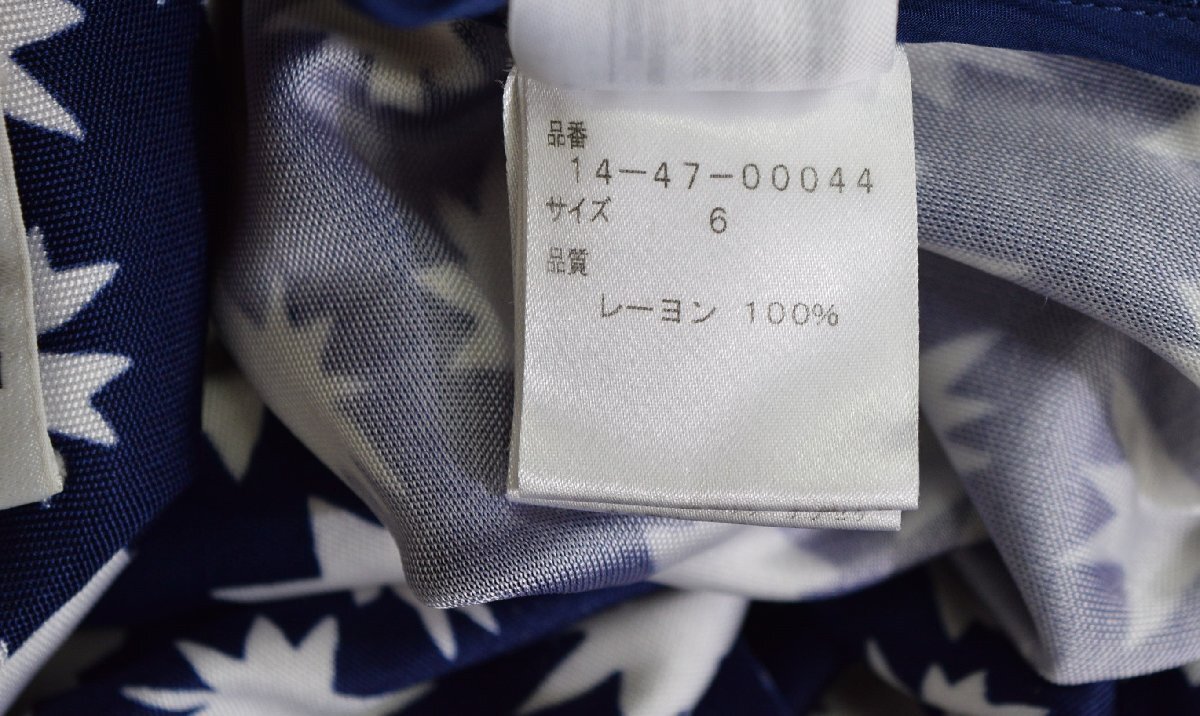 品番
14-47-00044
サイズ 6
品質
レーヨン 100%